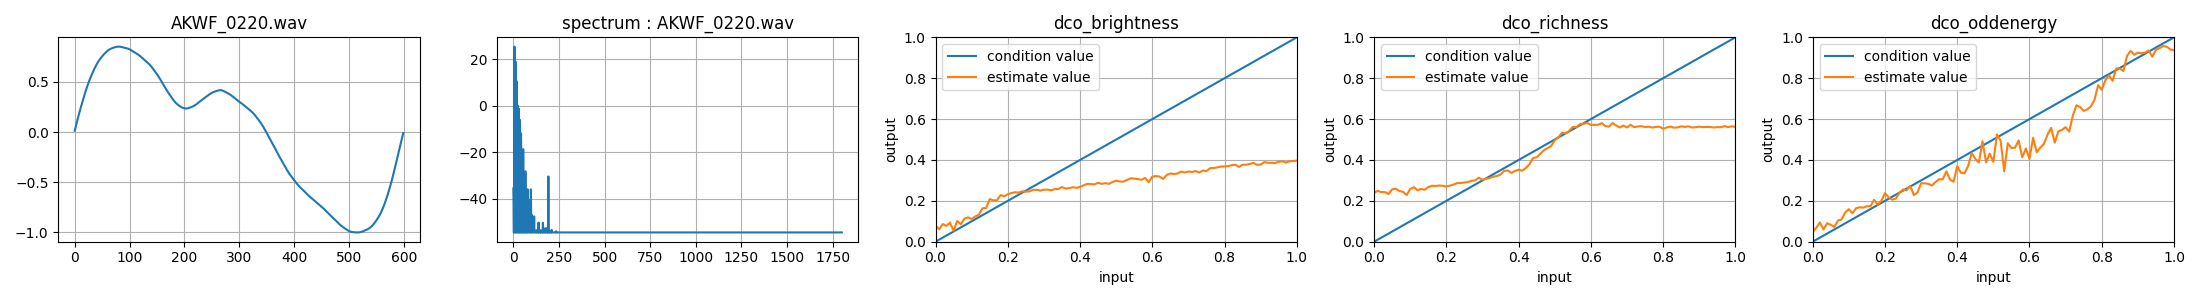 AKWF_0220.wav
0.5
0.0
−0.5
−1.0
0 100 200 300 400 500 600
spectrum : AKWF_0220.wav
20
0
−20
−40
0 250 500 750 1000 1250 1500 1750
dco_brightness
condition value
estimate value
output
1.0
0.8
0.6
0.4
0.2
0.0
0.0 0.2 0.4 0.6 0.8 1.0
input
dco_richness
condition value
estimate value
output
1.0
0.8
0.6
0.4
0.2
0.0
0.0 0.2 0.4 0.6 0.8 1.0
input
dco_oddenergy
condition value
estimate value
output
1.0
0.8
0.6
0.4
0.2
0.0
0.0 0.2 0.4 0.6 0.8 1.0
input